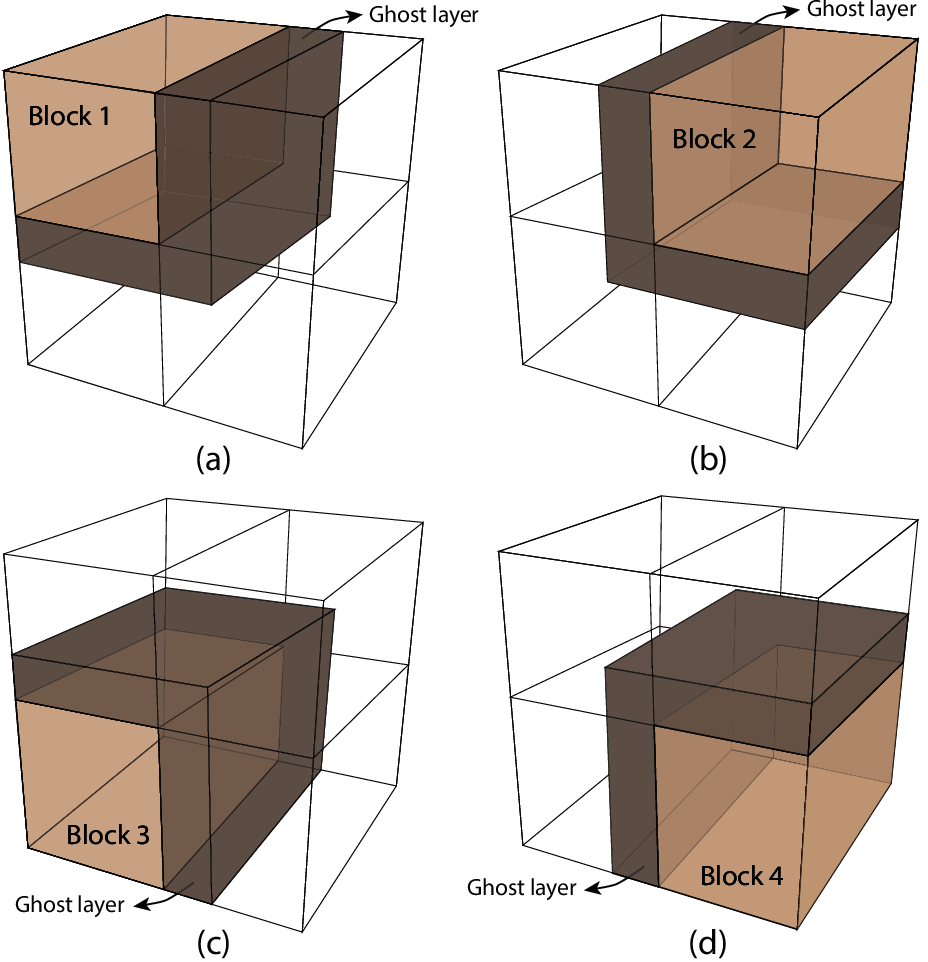 Ghost layer
Block 1
(a)
Ghost layer
Block 2
(b)
Block 3
Ghost layer
(c)
Ghost layer
Block 4
(d)